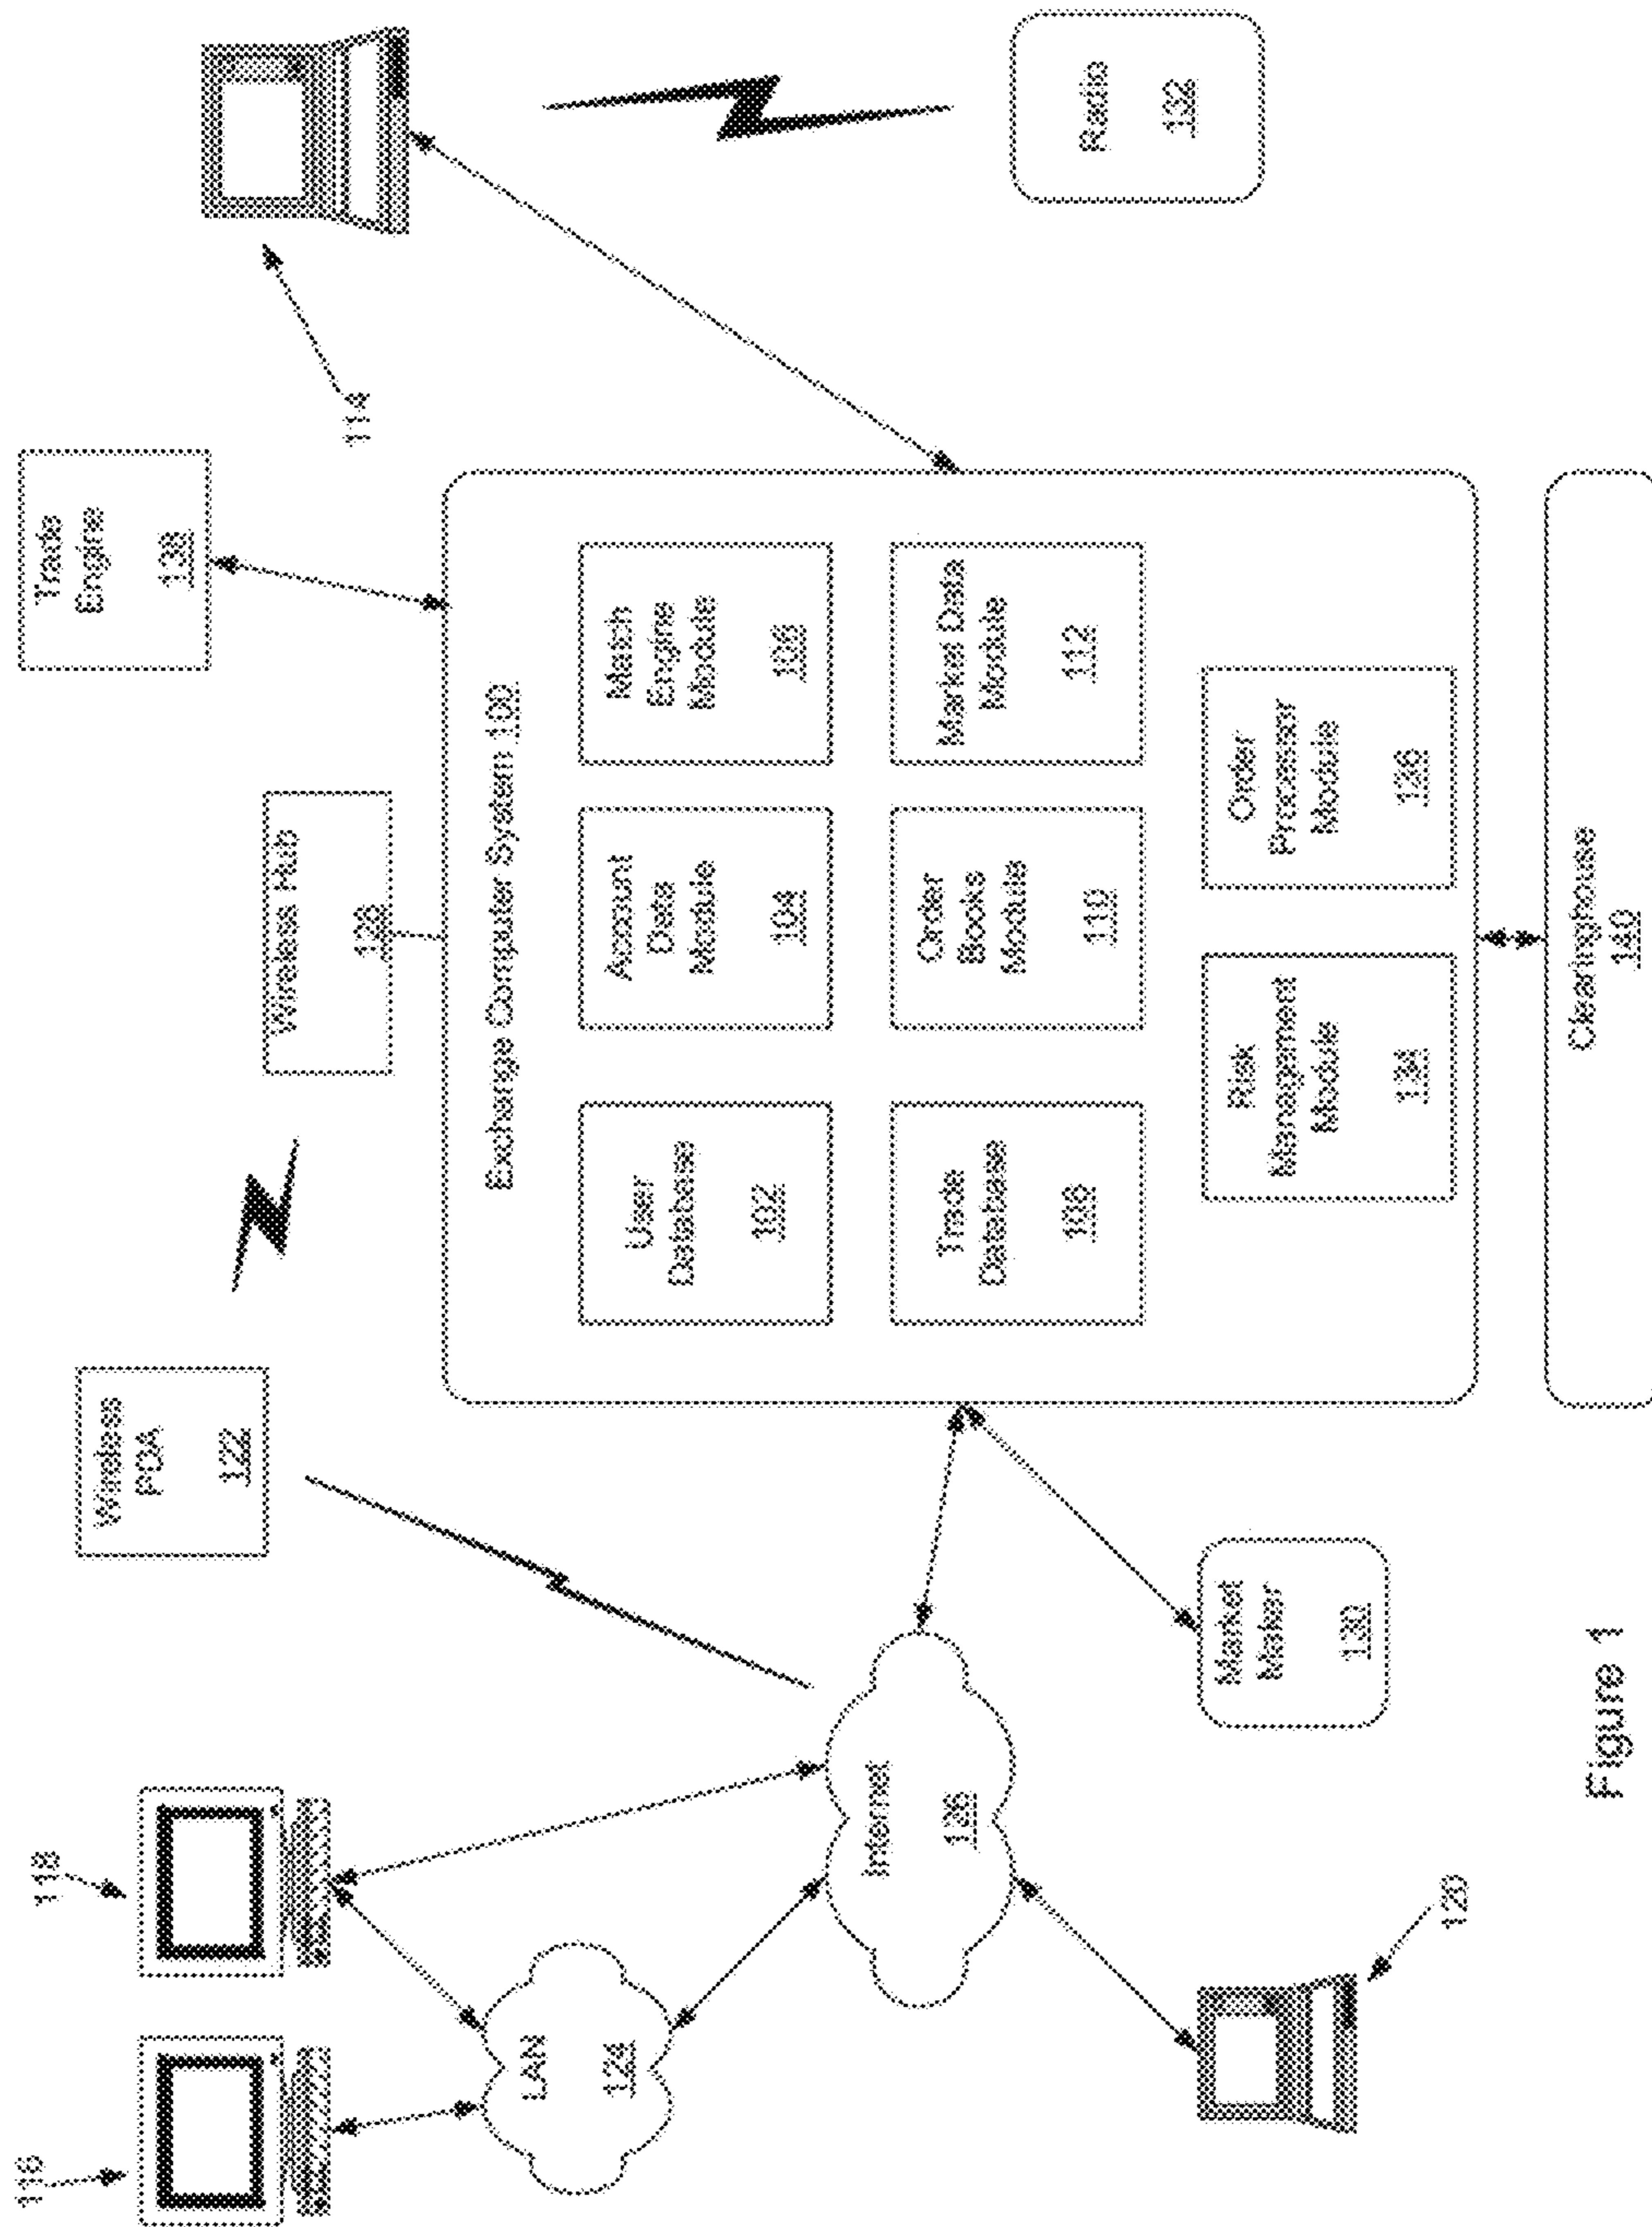 116
118
Trade
Engine
138
Wireless
PDA
122
Wireless Hub
128
114
Exchange Computer System 100
User
Database
102
Account
Data
Module
104
Match
Engine
Module
106
LAN
124
Internet
126
Trade
Database
108
Order
Books
Module
110
Market Data
Module
112
Radio
132
Market
Maker
130
Risk
Management
Module
134
Order
Processor
Module
120
Clearinghouse
140
Figure 1